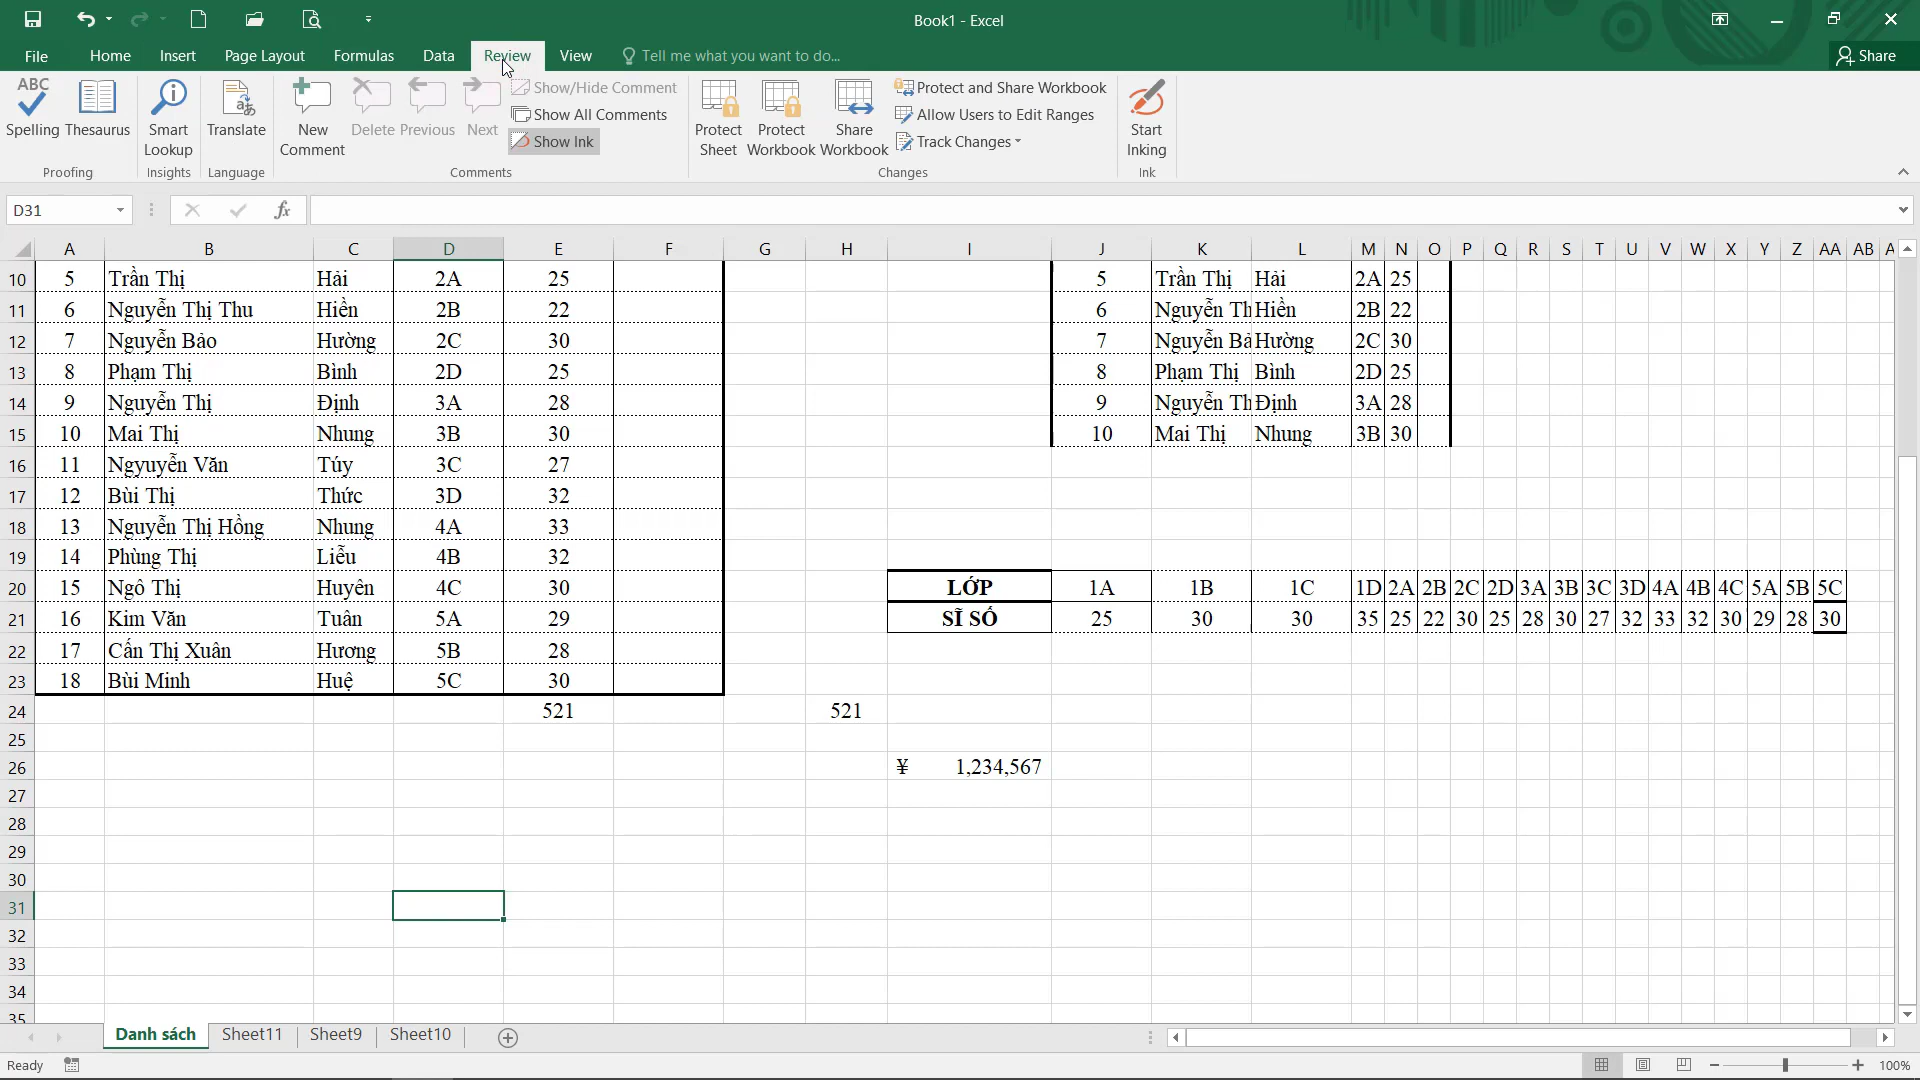 Book1 - Excel
File Home Insert Page Layout Formulas Data Review View Tell me what you want to do... Share
ABC
Spelling Thesaurus Smart Lookup Translate New Comment Delete Previous Next Show/Hide Comment Show All Comments Show Ink Protect Sheet Protect Workbook Share Workbook Protect and Share Workbook Allow Users to Edit Ranges Track Changes Start Inking
Proofing Insights Language Comments Changes Ink
D31 fx
A B C D E F G H I J K L M N O P Q R S T U V W X Y Z AA AB A
10 5 Trần Thị Hải 2A 25 5 Trần Thị Hải 2A 25
11 6 Nguyễn Thị Thu Hiền 2B 22 6 Nguyễn Th Hiền 2B 22
12 7 Nguyễn Bảo Hường 2C 30 7 Nguyễn Bả Hường 2C 30
13 8 Phạm Thị Bình 2D 25 8 Phạm Thị Bình 2D 25
14 9 Nguyễn Thị Định 3A 28 9 Nguyễn Th Định 3A 28
15 10 Mai Thị Nhung 3B 30 10 Mai Thị Nhung 3B 30
16 11 Ngyuyễn Văn Túy 3C 27
17 12 Bùi Thị Thức 3D 32
18 13 Nguyễn Thị Hồng Nhung 4A 33
19 14 Phùng Thị Liễu 4B 32
20 15 Ngô Thị Huyên 4C 30 LỚP 1A 1B 1C 1D 2A 2B 2C 2D 3A 3B 3C 3D 4A 4B 4C 5A 5B 5C
21 16 Kim Văn Tuân 5A 29 SĨ SỐ 25 30 30 35 25 22 30 25 28 30 27 32 33 32 30 29 28 30
22 17 Cấn Thị Xuân Hương 5B 28
23 18 Bùi Minh Huệ 5C 30
24 521 521
25
26 ¥ 1,234,567
27
28
29
30
31
32
33
34
35
Danh sách Sheet11 Sheet9 Sheet10
Ready 100%